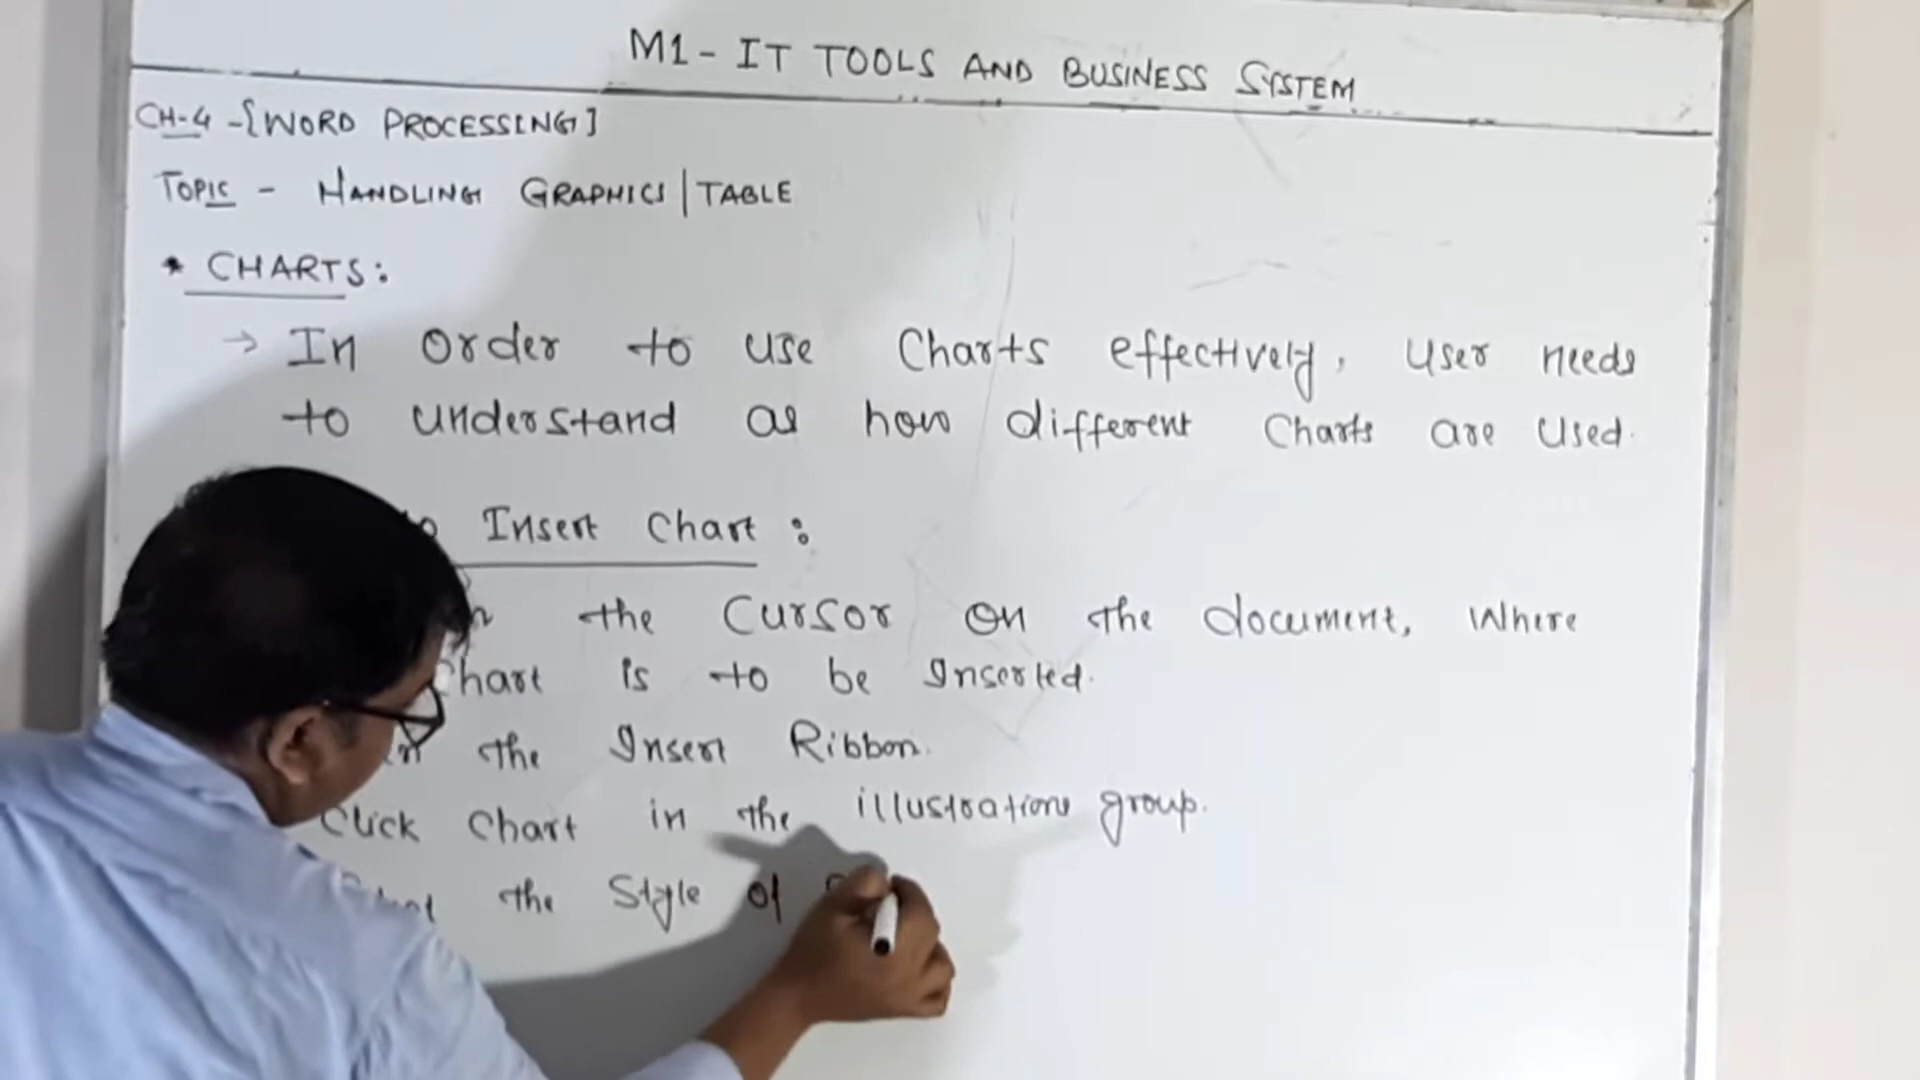 M1 - IT TOOLS AND BUSINESS SYSTEM
CH-4 - [WORD PROCESSING]
TOPIC - HANDLING GRAPHICS | TABLE
* CHARTS:
→ In Order to use Charts effectively, User needs
to understand as how different Charts are Used.
Insert Chart :
the Cursor on the document, Where
Chart is to be Inserted.
the Insert Ribbon.
Click Chart in the illustrations group.
the Style of